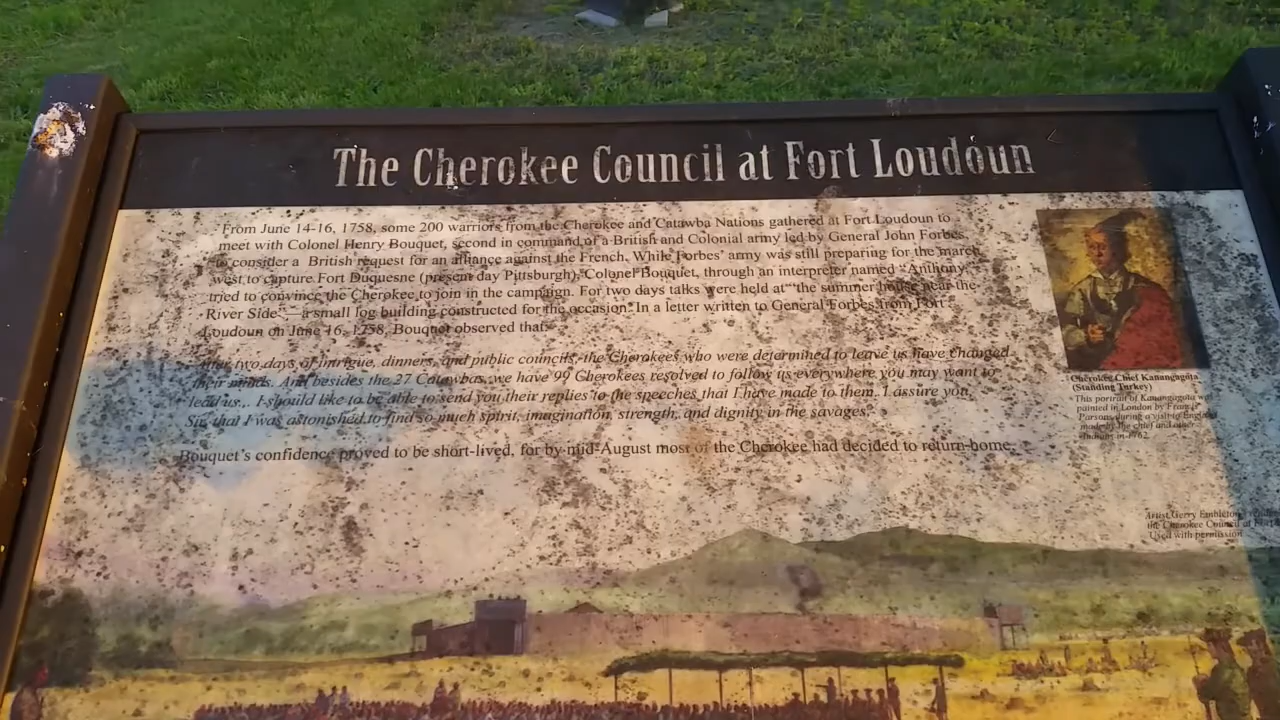 The Cherokee Council at Fort Loudoun
From June 14-16, 1758, some 200 warriors from the Cherokee and Catawba Nations gathered at Fort Loudoun to
meet with Colonel Henry Bouquet, second in command of a British and Colonial army led by General John Forbes,
to consider a British request for an alliance against the French. While Forbes' army was still preparing for the march
west to capture Fort Duquesne (present day Pittsburgh), Colonel Bouquet, through an interpreter named "Anthony,"
tried to convince the Cherokee to join in the campaign. For two days talks were held at "the summer house near the
River Side" — a small log building constructed for the occasion. In a letter written to General Forbes from Fort
Loudoun on June 16, 1758, Bouquet observed that:
After two days of intrigue, dinners, and public councils, the Cherokees who were determined to leave us have changed
their minds. And besides the 27 Catawbas, we have 99 Cherokees resolved to follow us everywhere you may want to
lead us... I should like to be able to send you their replies to the speeches that I have made to them. I assure you,
Sir, that I was astonished to find so much spirit, imagination, strength, and dignity in the savages.
Bouquet's confidence proved to be short-lived, for by mid-August most of the Cherokee had decided to return home.
Cherokee Chief Kanangagota
(Standing Turkey)
This portrait of Kanangagota
painted in London by Francis
Parsons during a visit to England
made by the chief and other
Indians in 1762.
Artist Gerry Embleton's
the Cherokee Council at Fort
Used with permission